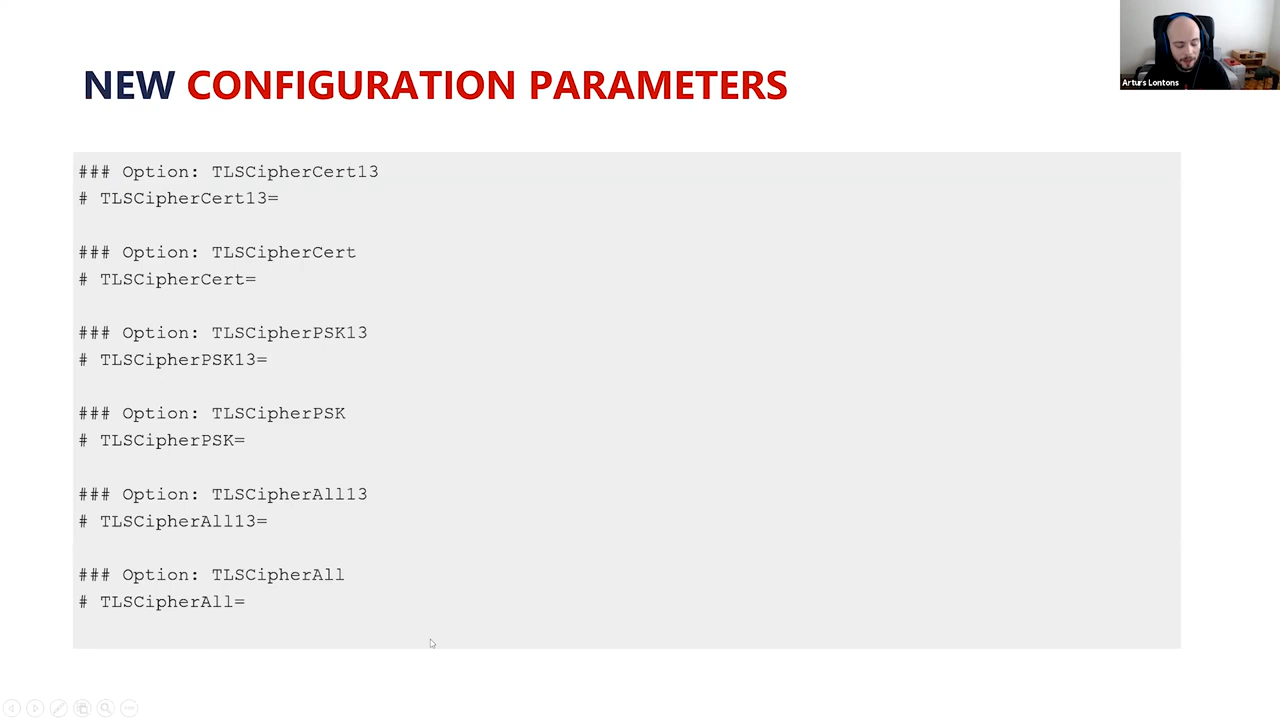 NEW CONFIGURATION PARAMETERS
Arturs Lontons
### Option: TLSCipherCert13
# TLSCipherCert13=
### Option: TLSCipherCert
# TLSCipherCert=
### Option: TLSCipherPSK13
# TLSCipherPSK13=
### Option: TLSCipherPSK
# TLSCipherPSK=
### Option: TLSCipherAll13
# TLSCipherAll13=
### Option: TLSCipherAll
# TLSCipherAll=